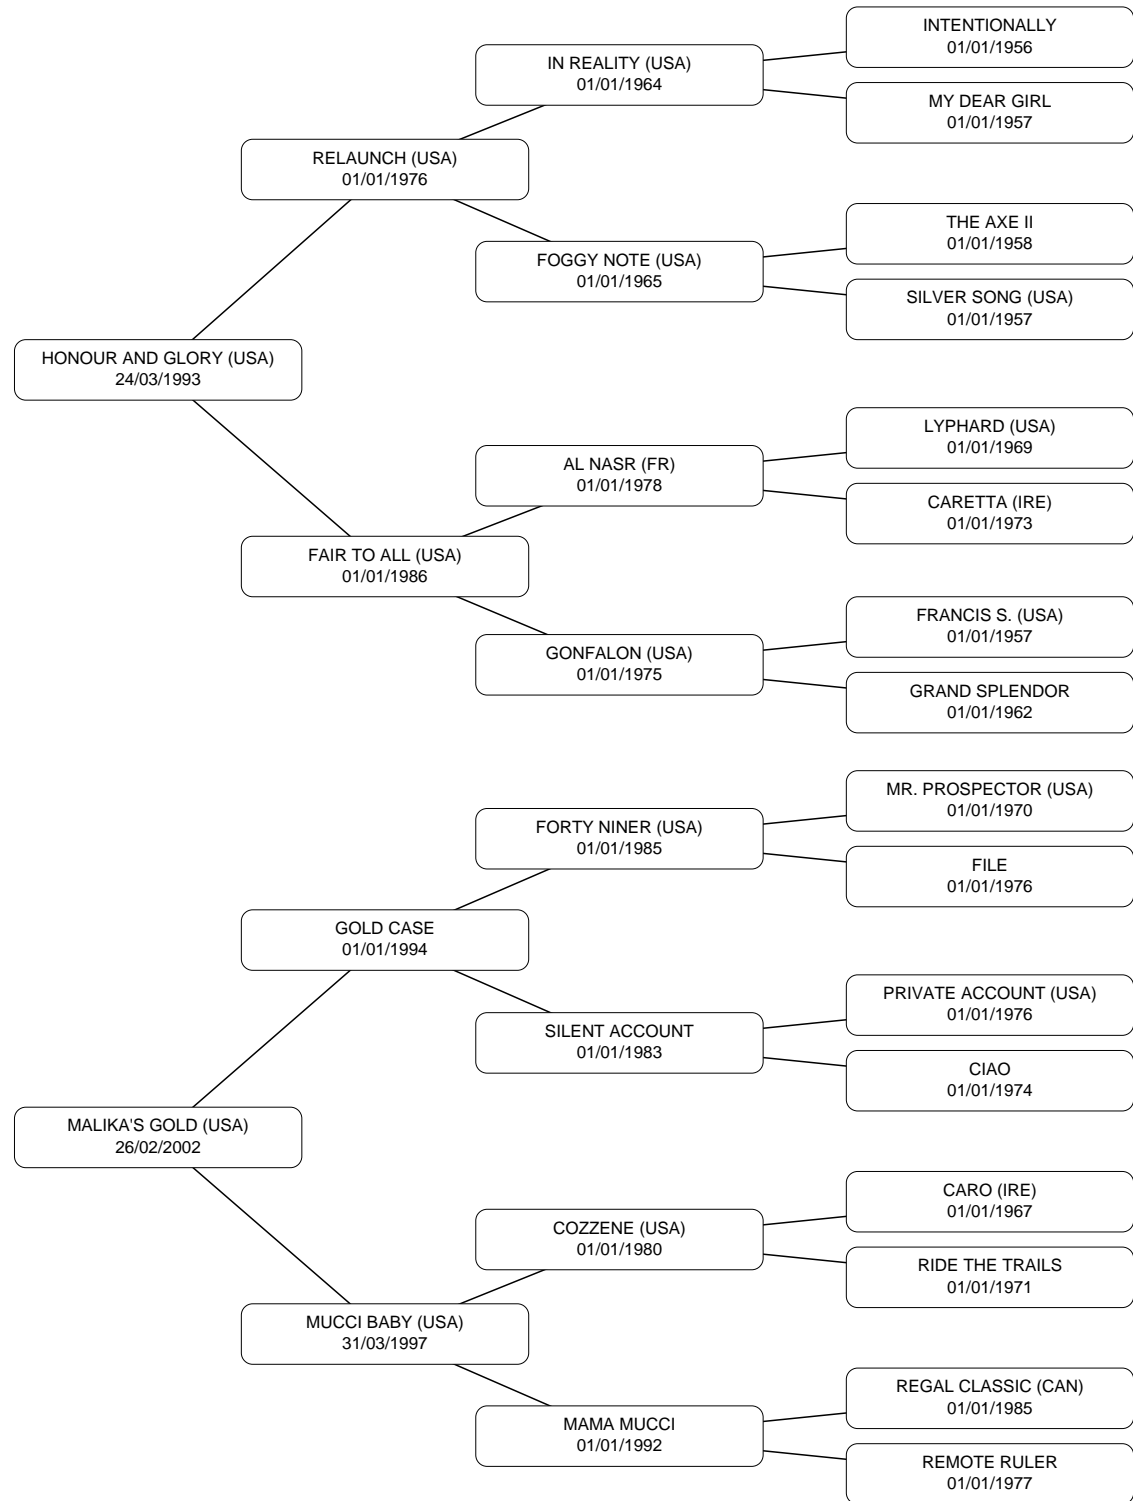 INTENTIONALLY
01/01/1956
IN REALITY (USA)
01/01/1964
MY DEAR GIRL
01/01/1957
RELAUNCH (USA)
01/01/1976
THE AXE II
01/01/1958
FOGGY NOTE (USA)
01/01/1965
SILVER SONG (USA)
01/01/1957
HONOUR AND GLORY (USA)
24/03/1993
LYPHARD (USA)
01/01/1969
AL NASR (FR)
01/01/1978
CARETTA (IRE)
01/01/1973
FAIR TO ALL (USA)
01/01/1986
FRANCIS S. (USA)
01/01/1957
GONFALON (USA)
01/01/1975
GRAND SPLENDOR
01/01/1962
MR. PROSPECTOR (USA)
01/01/1970
FORTY NINER (USA)
01/01/1985
FILE
01/01/1976
GOLD CASE
01/01/1994
PRIVATE ACCOUNT (USA)
01/01/1976
SILENT ACCOUNT
01/01/1983
CIAO
01/01/1974
MALIKA'S GOLD (USA)
26/02/2002
CARO (IRE)
01/01/1967
COZZENE (USA)
01/01/1980
RIDE THE TRAILS
01/01/1971
MUCCI BABY (USA)
31/03/1997
REGAL CLASSIC (CAN)
01/01/1985
MAMA MUCCI
01/01/1992
REMOTE RULER
01/01/1977